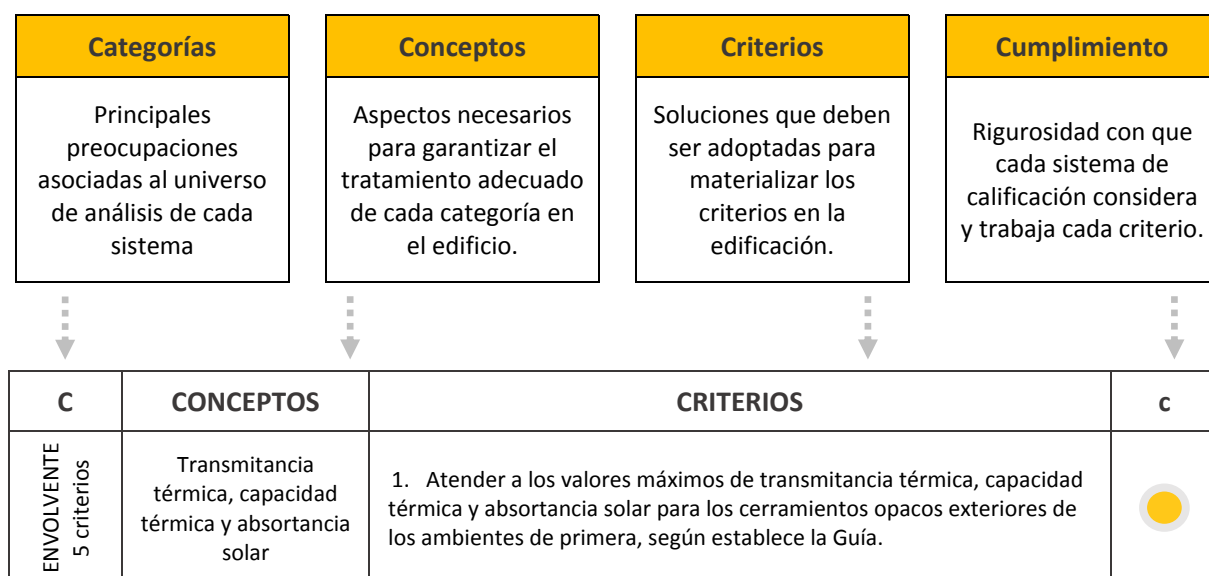 Categorías
Principales
preocupaciones
asociadas al universo
de análisis de cada
sistema
Conceptos
Aspectos necesarios
para garantizar el
tratamiento adecuado
de cada categoría en
el edificio.
Criterios
Soluciones que deben
ser adoptadas para
materializar los
criterios en la
edificación.
Cumplimiento
Rigurosidad con que
cada sistema de
calificación considera
y trabaja cada criterio.
C
CONCEPTOS
CRITERIOS
c
ENVOLVENTE
5 criterios
Transmitancia
térmica, capacidad
térmica y absortancia
solar
1. Atender a los valores máximos de transmitancia térmica, capacidad
térmica y absortancia solar para los cerramientos opacos exteriores de
los ambientes de primera, según establece la Guía.